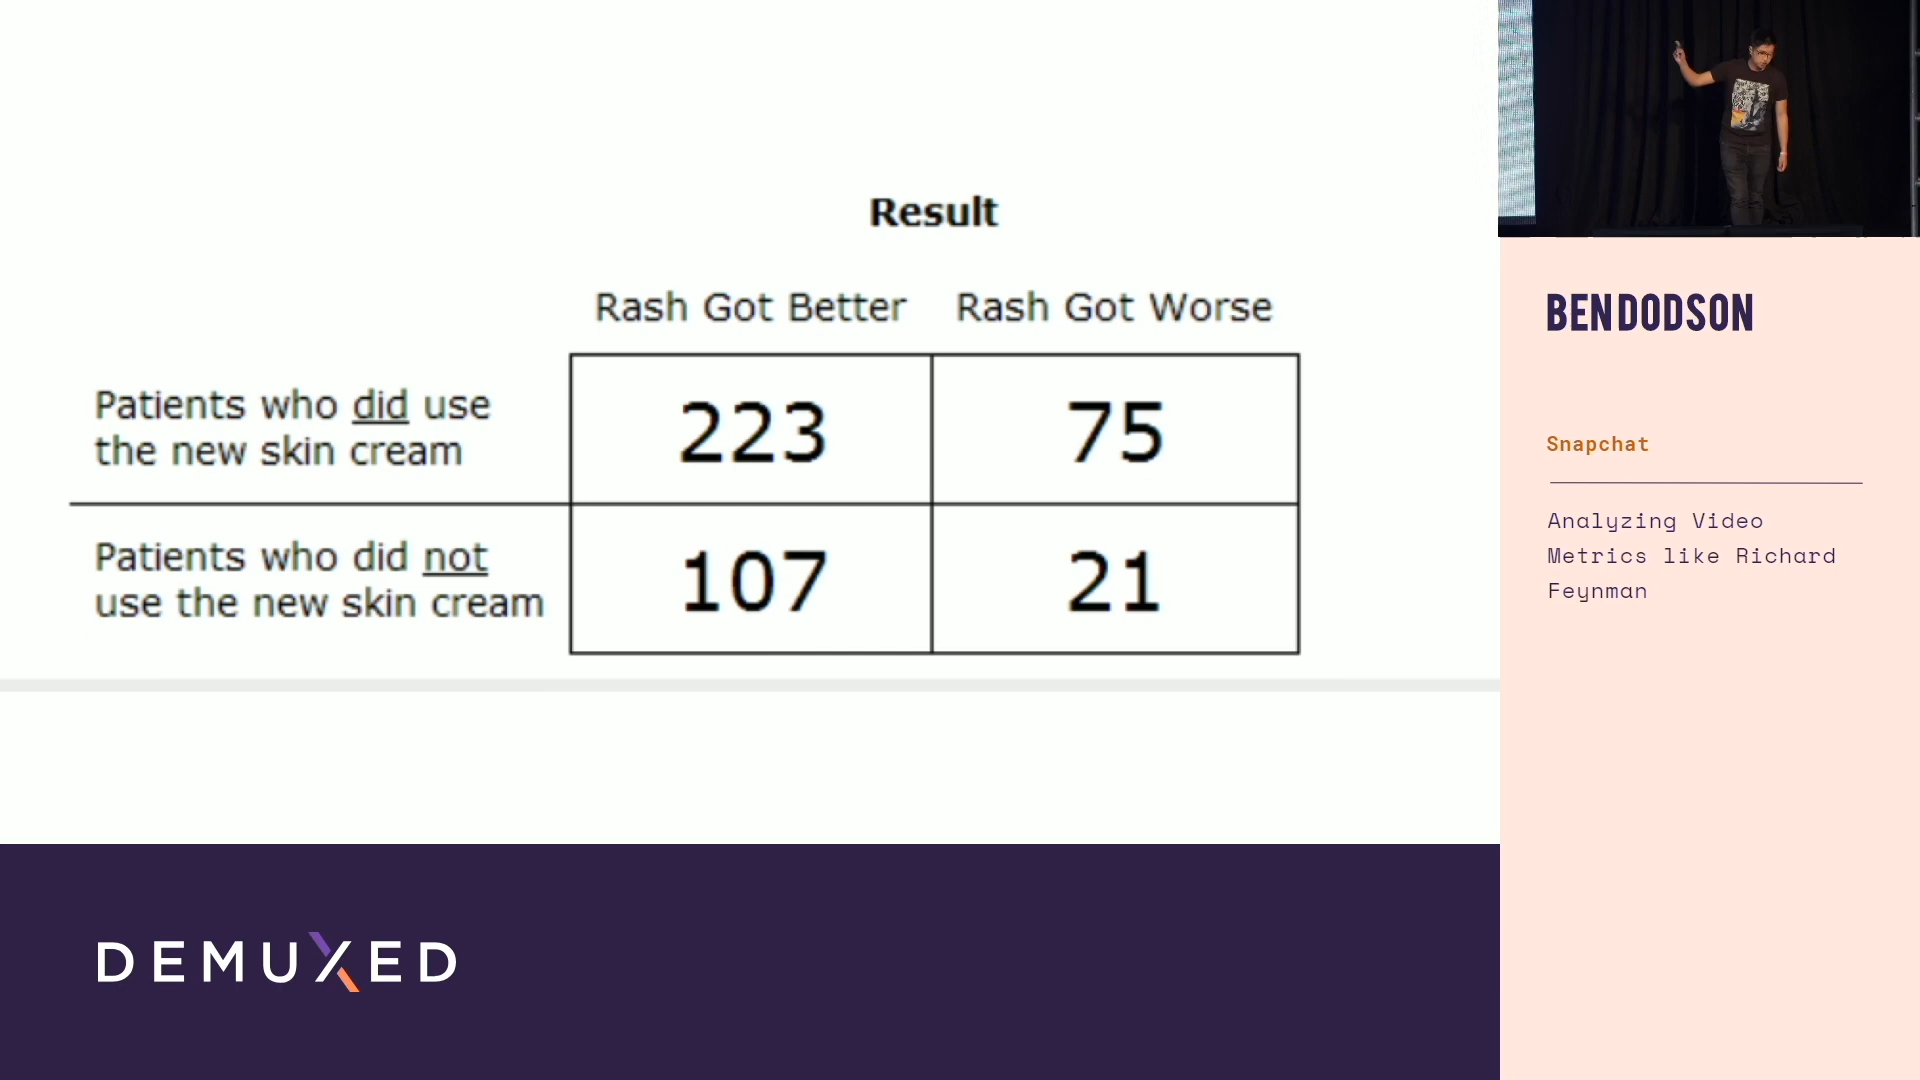 Result
Rash Got Better Rash Got Worse
Patients who did use
the new skin cream
223 75
Patients who did not
use the new skin cream
107 21
DEMUXED
BEN DODSON
Snapchat
Analyzing Video
Metrics like Richard
Feynman